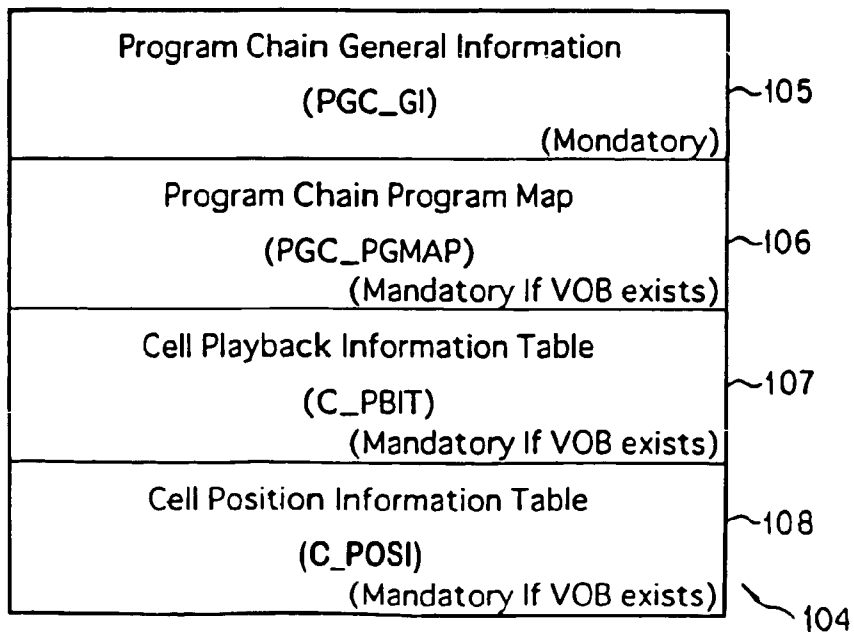 Program Chain General Information
(PGC_GI)
(Mondatory)
105
Program Chain Program Map
(PGC_PGMAP)
(Mandatory If VOB exists)
106
Cell Playback Information Table
(C_PBIT)
(Mandatory If VOB exists)
107
Cell Position Information Table
(C_POSI)
(Mandatory If VOB exists)
108
104